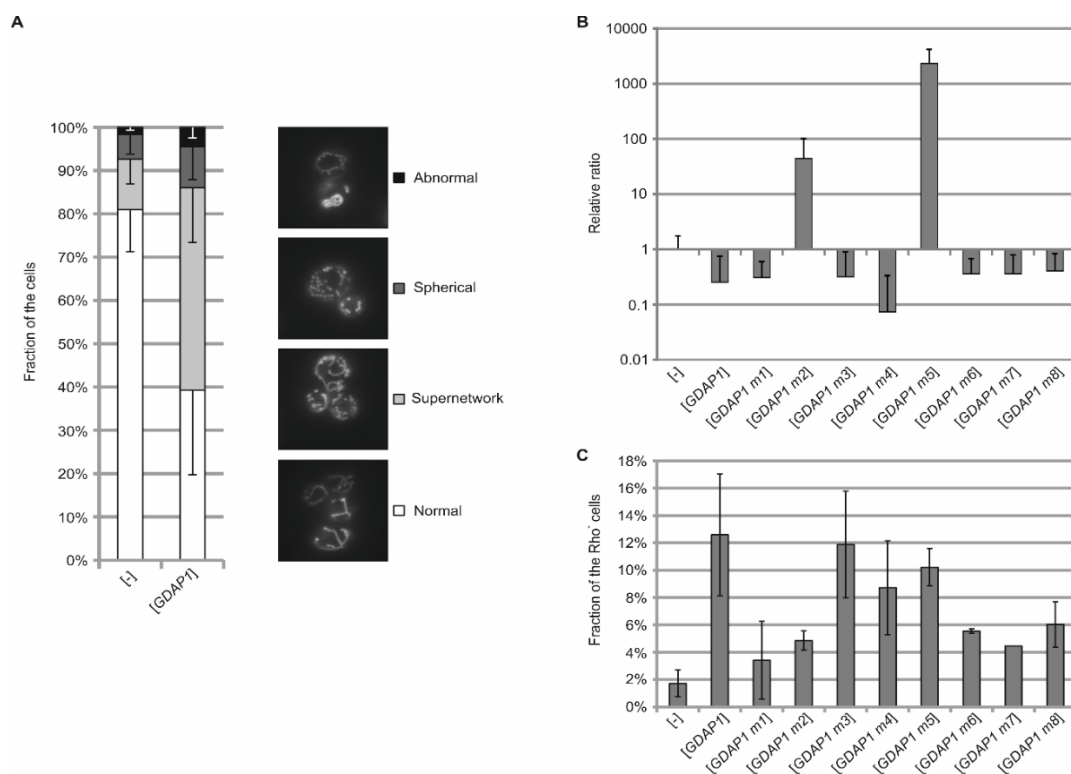 A
Fraction of the cells
100%
90%
80%
70%
60%
50%
40%
30%
20%
10%
0%
[-]
[GDAP1]
Abnormal
Spherical
Supernetwork
Normal
B
Relative ratio
10000
1000
100
10
1
0.1
0.01
[-]
[GDAP1]
[GDAP1 m1]
[GDAP1 m2]
[GDAP1 m3]
[GDAP1 m4]
[GDAP1 m5]
[GDAP1 m6]
[GDAP1 m7]
[GDAP1 m8]
C
Fraction of the Rho⁻ cells
18%
16%
14%
12%
10%
8%
6%
4%
2%
0%
[-]
[GDAP1]
[GDAP1 m1]
[GDAP1 m2]
[GDAP1 m3]
[GDAP1 m4]
[GDAP1 m5]
[GDAP1 m6]
[GDAP1 m7]
[GDAP1 m8]